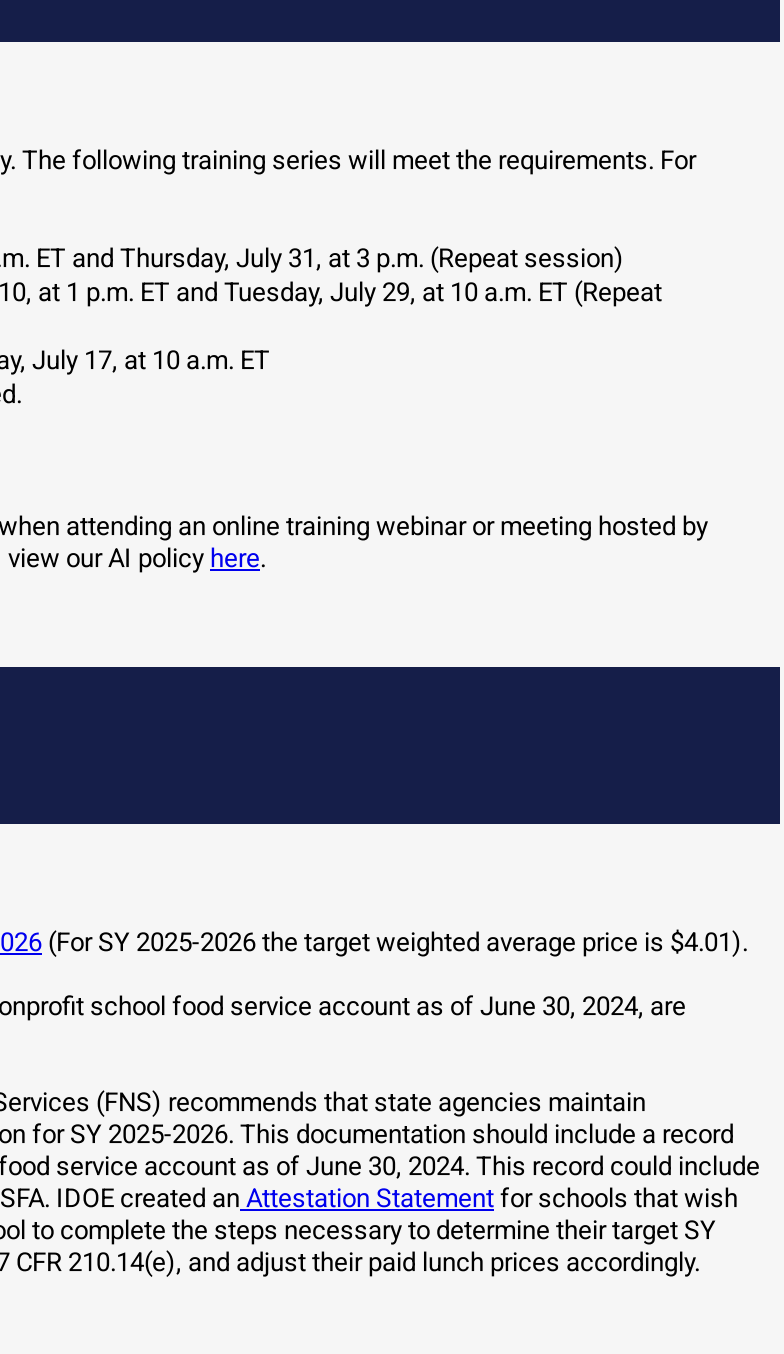 y. The following training series will meet the requirements. For
.m. ET and Thursday, July 31, at 3 p.m. (Repeat session)
10, at 1 p.m. ET and Tuesday, July 29, at 10 a.m. ET (Repeat
ay, July 17, at 10 a.m. ET
ed.
when attending an online training webinar or meeting hosted by
view our AI policy here.
026 (For SY 2025-2026 the target weighted average price is $4.01).
onprofit school food service account as of June 30, 2024, are
Services (FNS) recommends that state agencies maintain
on for SY 2025-2026. This documentation should include a record
food service account as of June 30, 2024. This record could include
SFA. IDOE created an Attestation Statement for schools that wish
ool to complete the steps necessary to determine their target SY
7 CFR 210.14(e), and adjust their paid lunch prices accordingly.